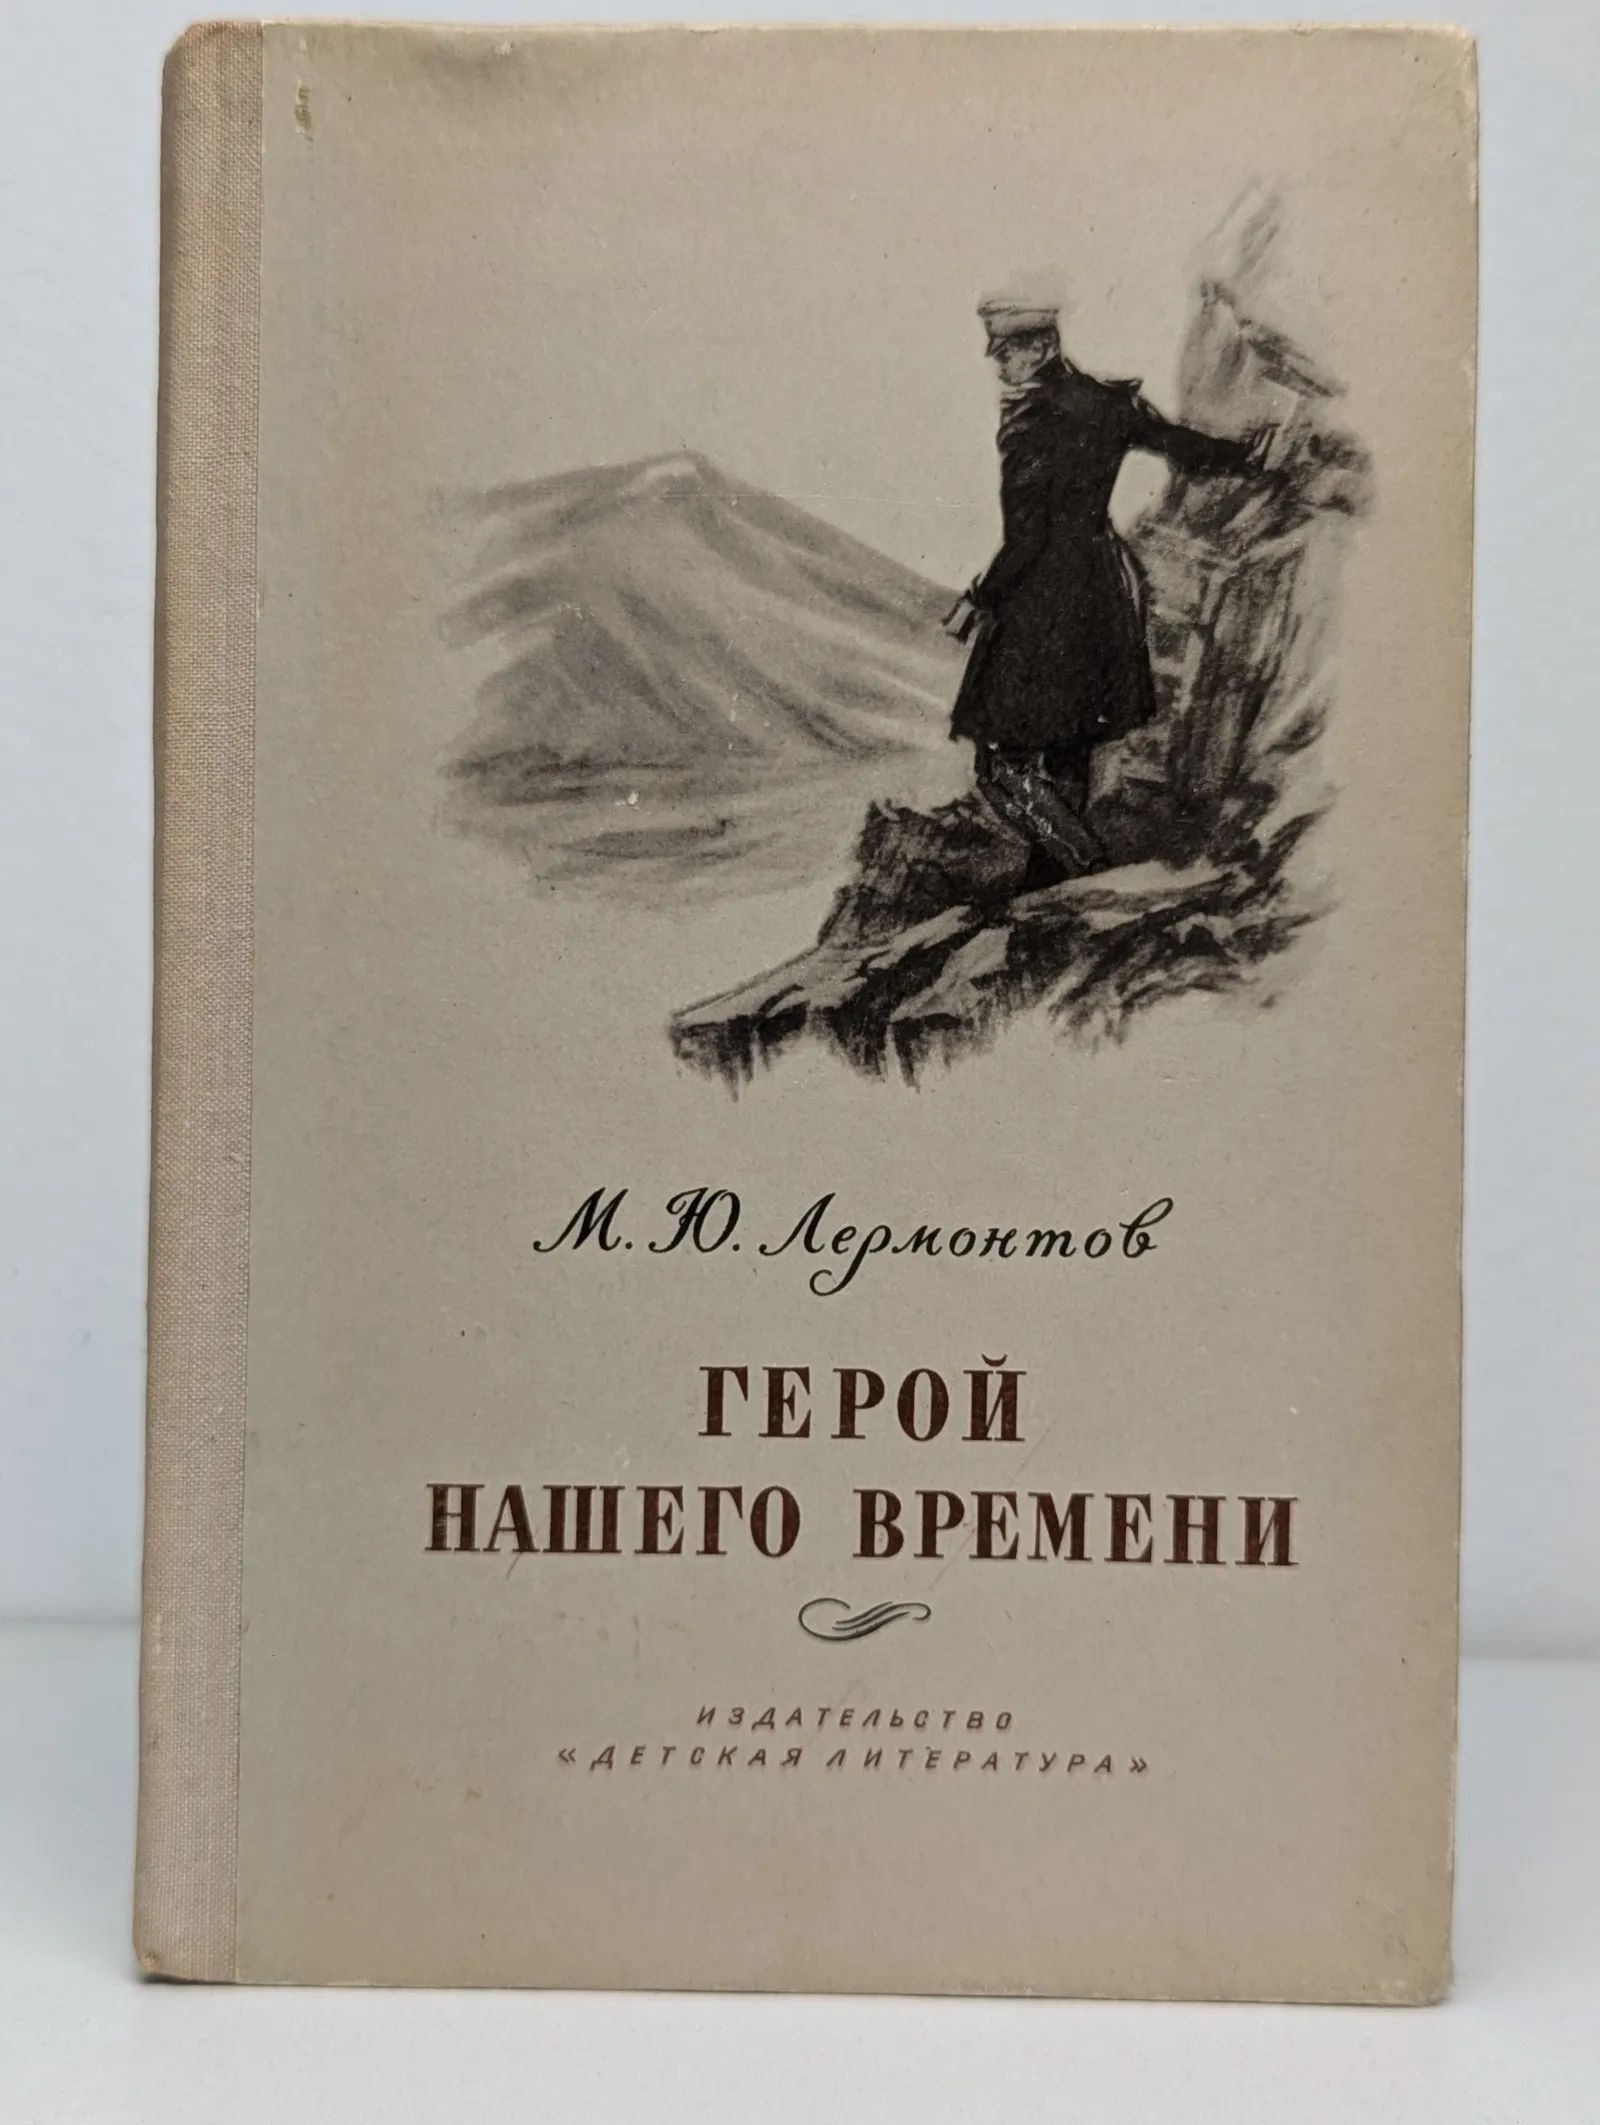 М. Ю. Лермонтов
ГЕРОЙ
НАШЕГО ВРЕМЕНИ
ИЗДАТЕЛЬСТВО
«ДЕТСКАЯ ЛИТЕРАТУРА»